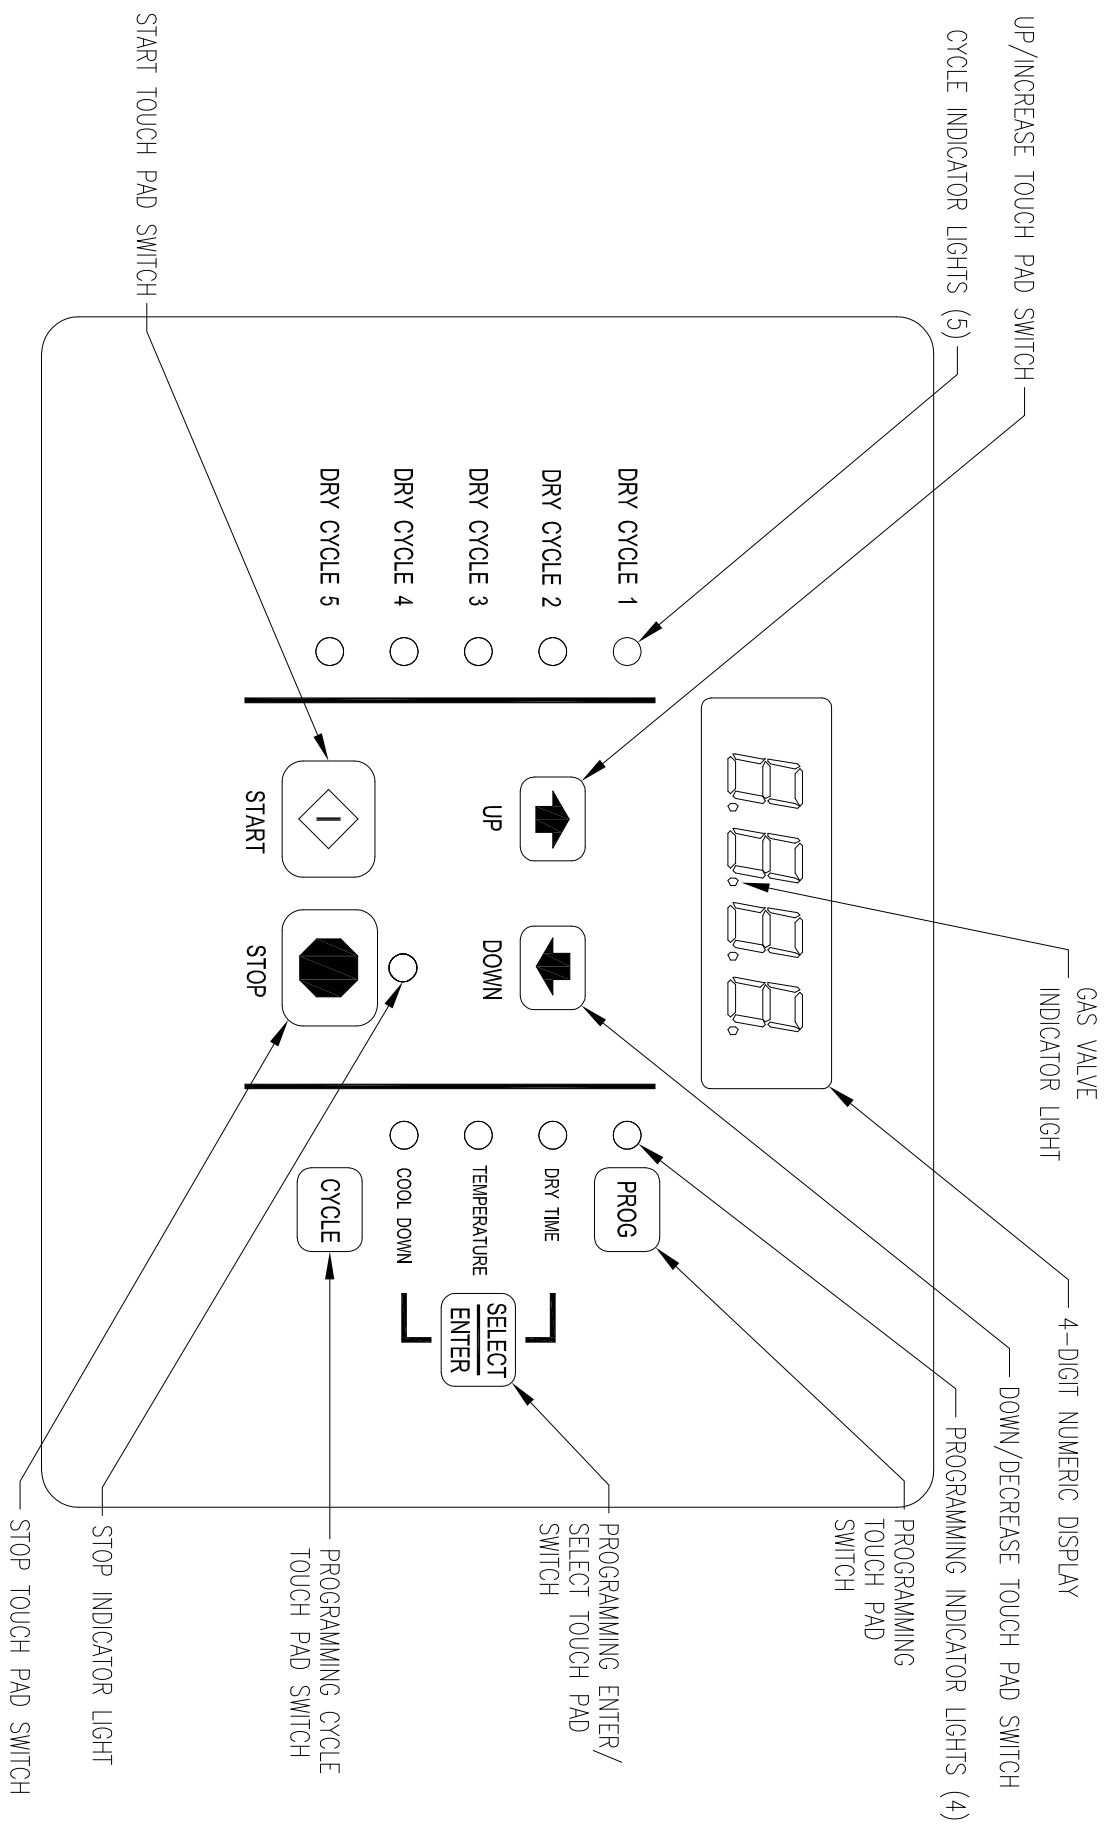 UP/INCREASE TOUCH PAD SWITCH
CYCLE INDICATOR LIGHTS (5)
START TOUCH PAD SWITCH
GAS VALVE
INDICATOR LIGHT
4-DIGIT NUMERIC DISPLAY
DOWN/DECREASE TOUCH PAD SWITCH
PROGRAMMING INDICATOR LIGHTS (4)
PROGRAMMING
TOUCH PAD
SWITCH
PROGRAMMING ENTER/
SELECT TOUCH PAD
SWITCH
PROGRAMMING CYCLE
TOUCH PAD SWITCH
STOP INDICATOR LIGHT
STOP TOUCH PAD SWITCH
8.8.8.8.
DRY CYCLE 1
DRY CYCLE 2
DRY CYCLE 3
DRY CYCLE 4
DRY CYCLE 5
UP
DOWN
START
STOP
PROG
DRY TIME
TEMPERATURE
COOL DOWN
SELECT
ENTER
CYCLE